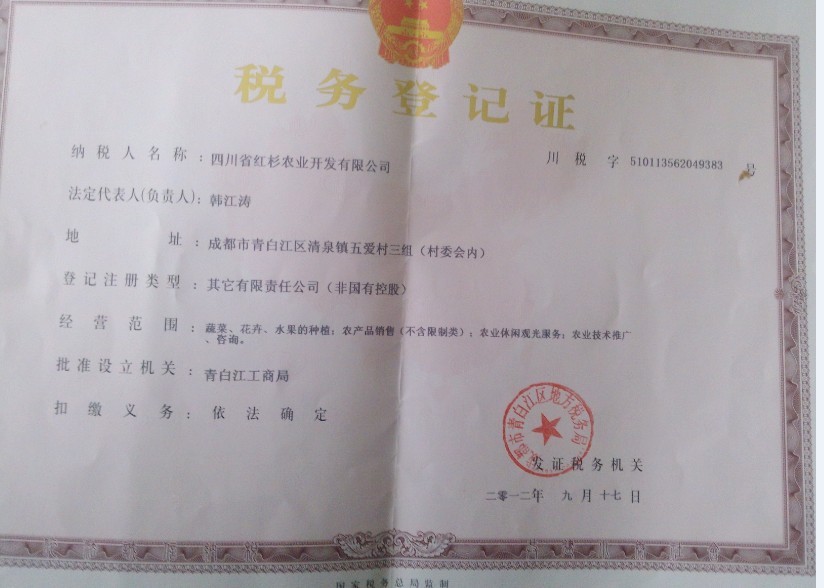 税务登记证
川 税 字 510113562049383 号
纳税人名称：四川省红杉农业开发有限公司
法定代表人(负责人)：韩江涛
地 址：成都市青白江区清泉镇五爱村三组（村委会内）
登记注册类型：其它有限责任公司（非国有控股）
经营范围：蔬菜、花卉、水果的种植；农产品销售（不含限制类）；农业休闲观光服务；农业技术推广
、咨询。
批准设立机关：青白江工商局
扣缴义务：依法确定
成都市青白江区地方税务局
发证税务机关
二零一二年 九月十七日
国家税务总局监制